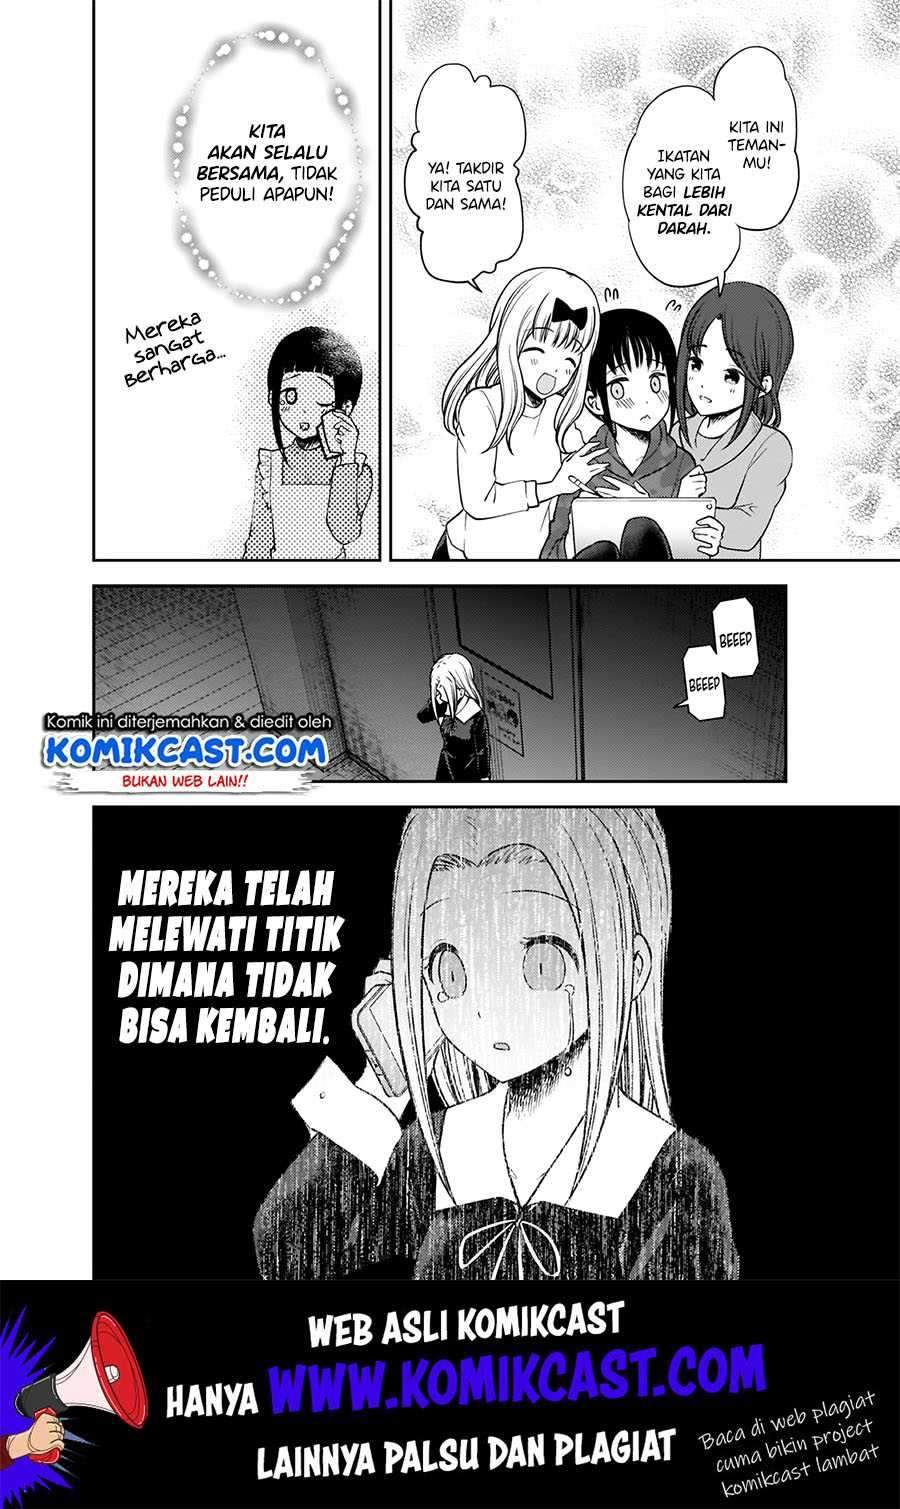 KITA INI
TEMAN-
MU!
IKATAN
YANG KITA
BAGI LEBIH
KENTAL DARI
DARAH.
YA! TAKDIR
KITA SATU
DAN SAMA!
KITA
AKAN SELALU
BERSAMA, TIDAK
PEDULI APAPUN!
Mereka
sangat
berharga...
BEEEP
BEEEP
Komik ini diterjemahkan & diedit oleh
KOMIKCAST.COM
BUKAN WEB LAIN!!
MEREKA TELAH
MELEWATI TITIK
DIMANA TIDAK
BISA KEMBALI.
WEB ASLI KOMIKCAST
HANYA WWW.KOMIKCAST.COM
LAINNYA PALSU DAN PLAGIAT
Baca di web plagiat
cuma bikin project
komikcast lambat